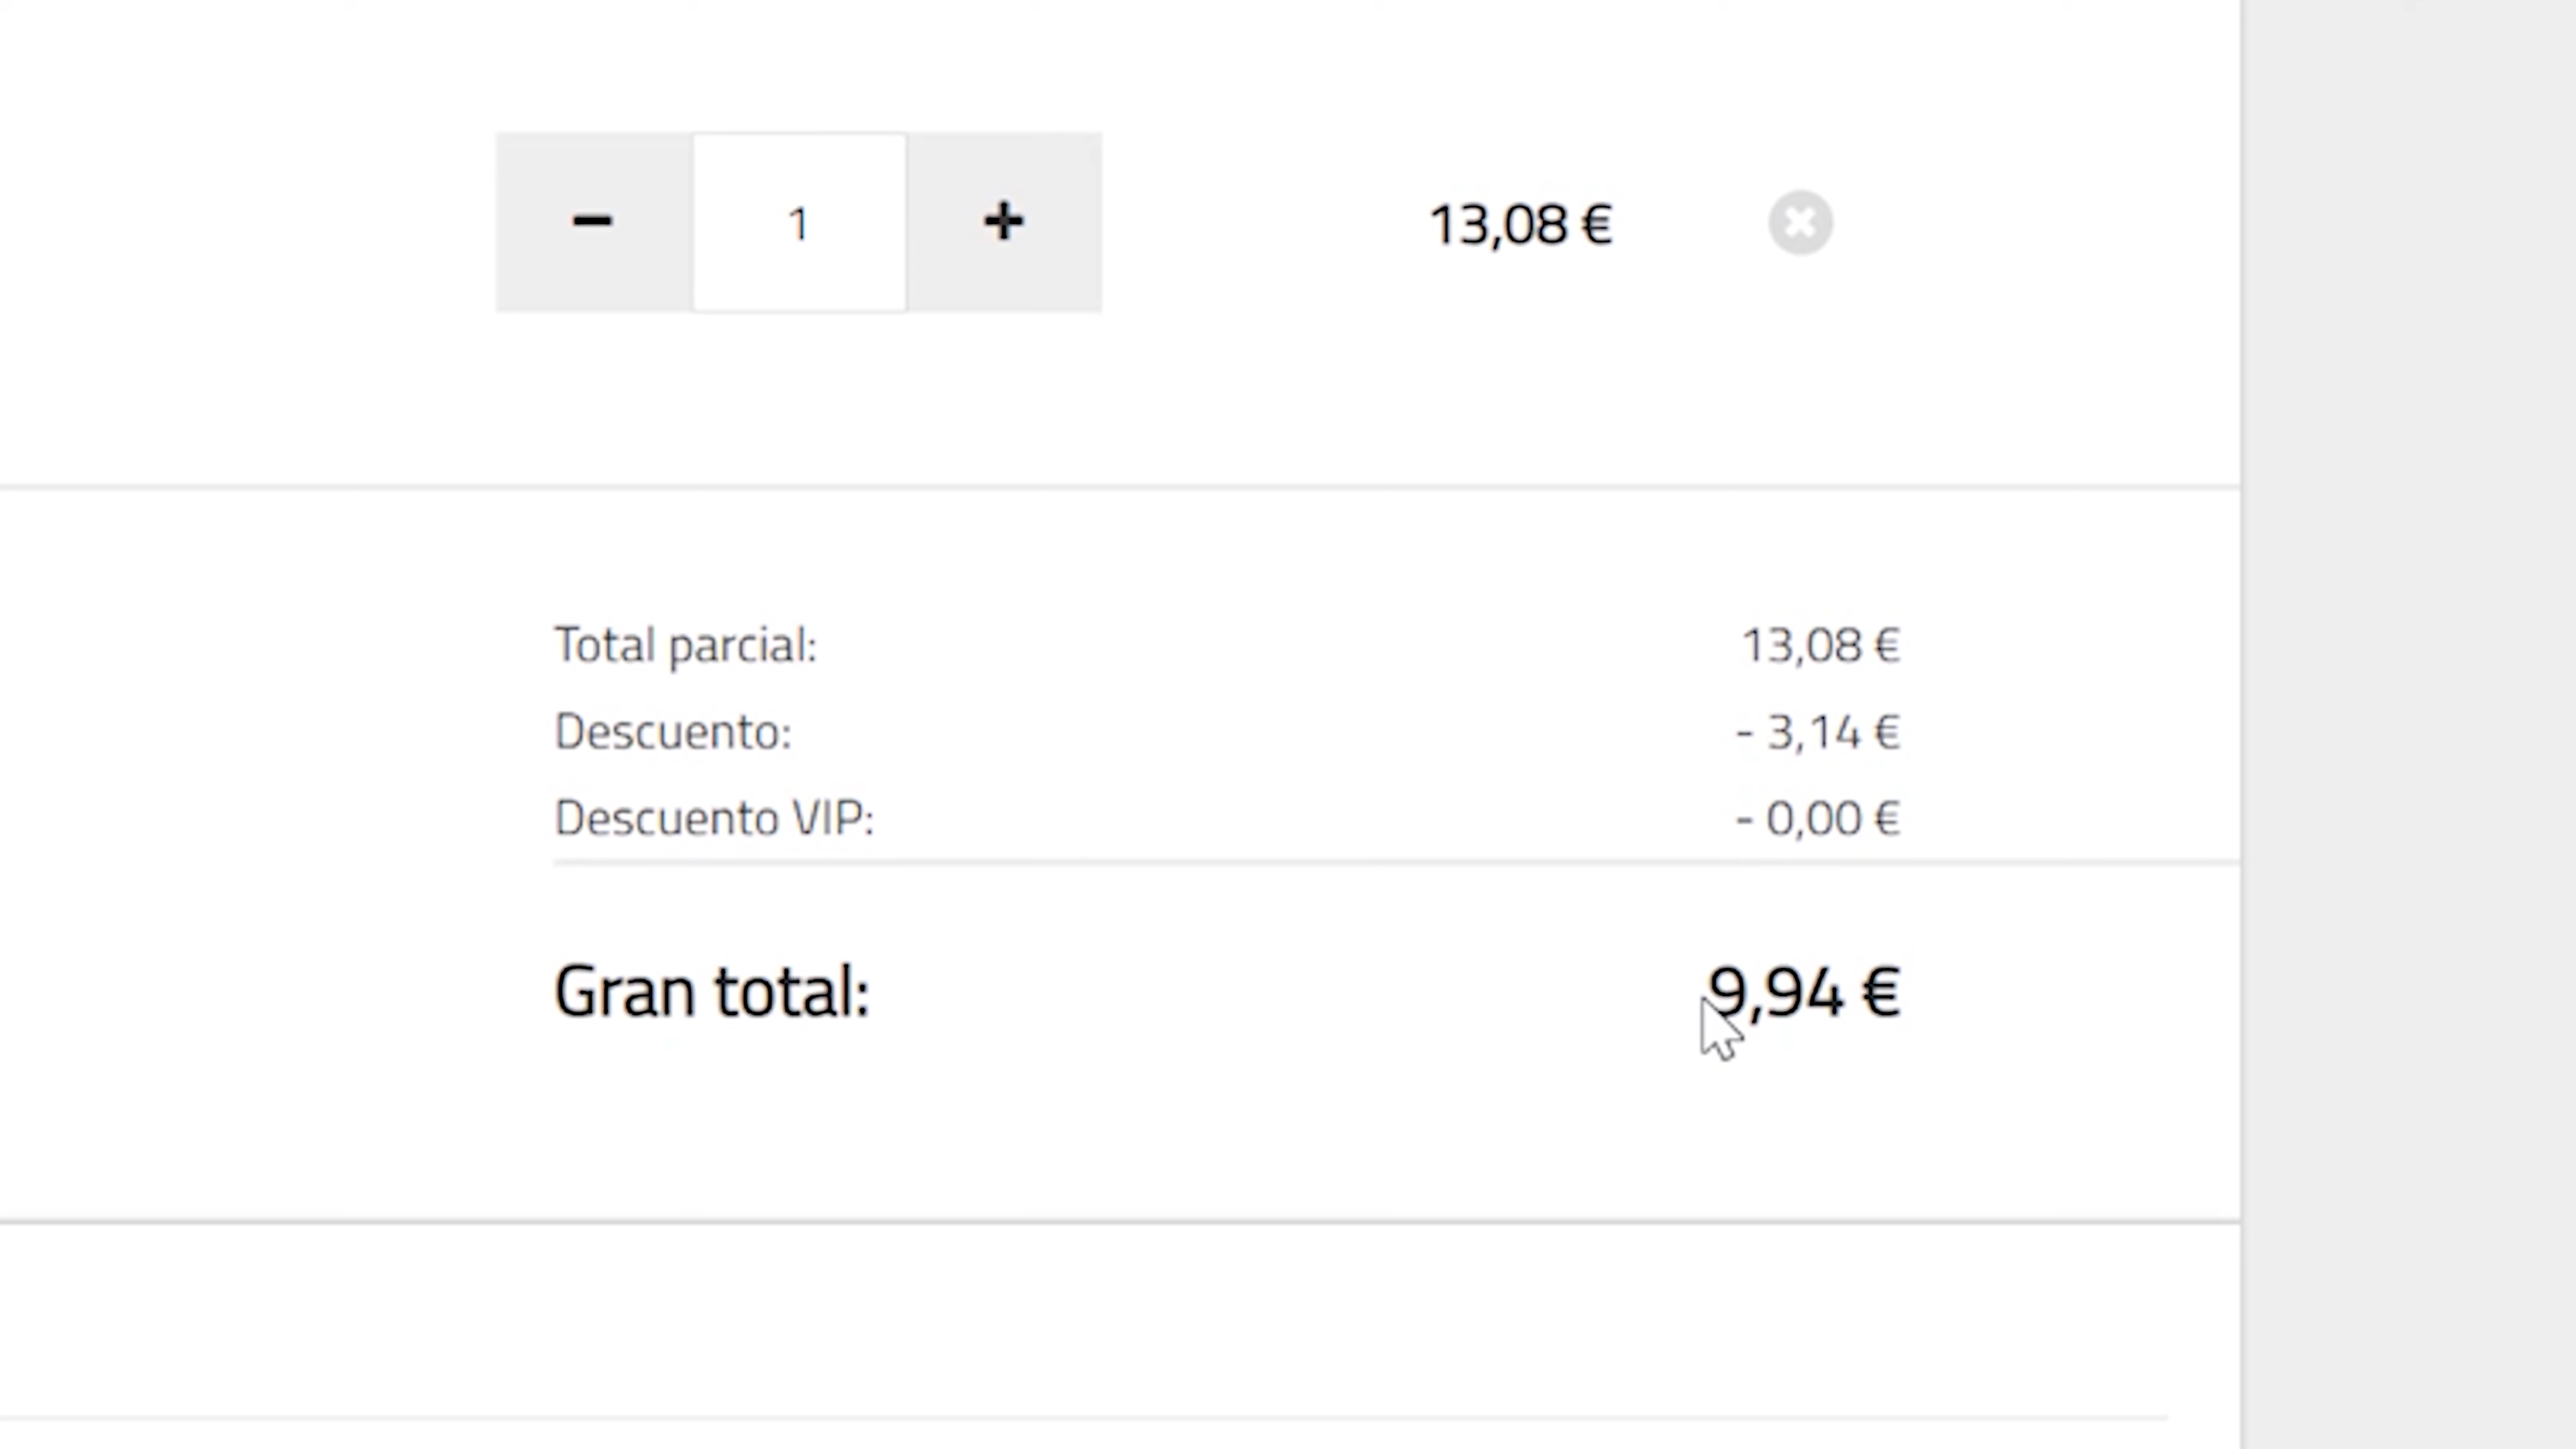 1 13,08 €
Total parcial: 13,08 €
Descuento: - 3,14 €
Descuento VIP: - 0,00 €
Gran total: 9,94 €